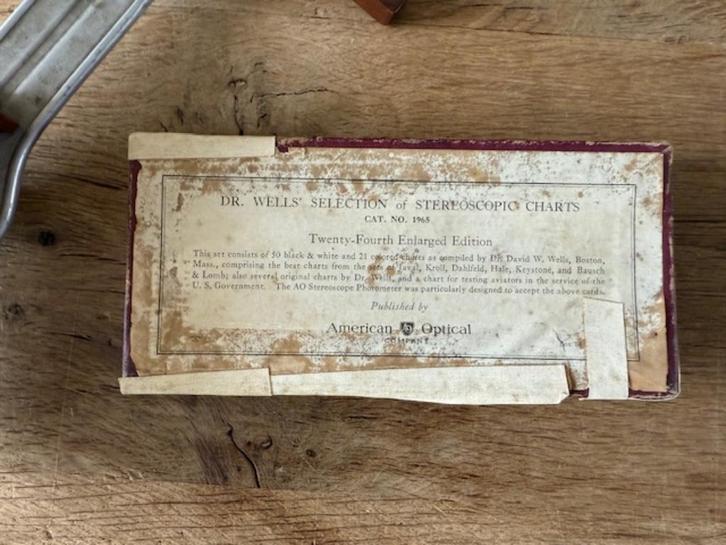 DR. WELLS' SELECTION of STEREOSCOPIC CHARTS
CAT. NO. 1965
Twenty-Fourth Enlarged Edition
This set consists of 50 black & white and 21 colored charts as compiled by Dr. David W. Wells, Boston,
Mass., comprising the best charts from the sets of Javal, Kroll, Dahlfeld, Hale, Keystone, and Bausch
& Lomb; also several original charts by Dr. Wells, and a chart for testing aviators in the service of the
U. S. Government. The AO Stereoscope Phorometer was particularly designed to accept the above cards.
Published by
American AO Optical
COMPANY